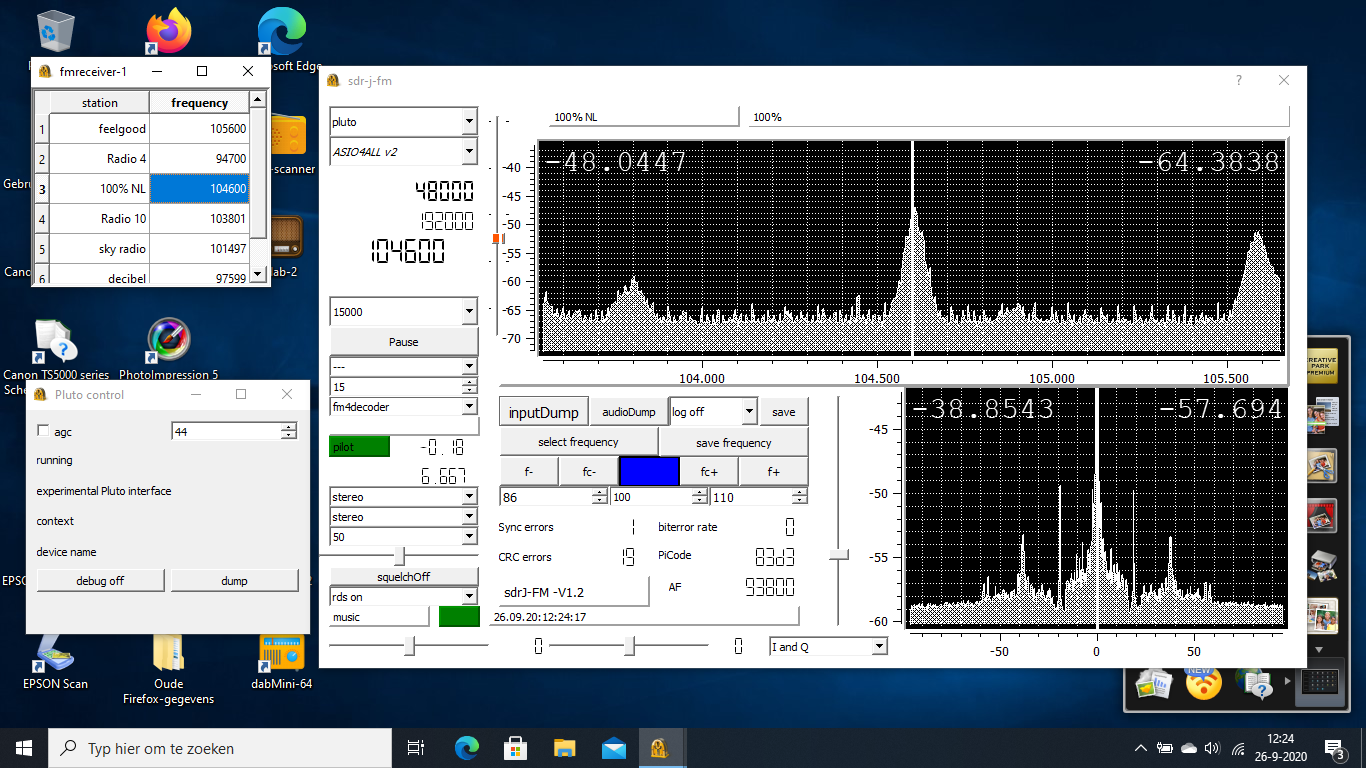 soft Edge
fmreceiver-1
station frequency
1 feelgood 105600
2 Radio 4 94700
3 100% NL 104600
4 Radio 10 103801
5 sky radio 101497
6 decibel 97599
-scanner
Gebru
Cano
Canon TS5000 series
PhotoImpression 5
Pluto control
agc 44
running
experimental Pluto interface
context
device name
debug off dump
EPSON Scan
Oude
Firefox-gegevens
dabMini-64
sdr-j-fm
?
pluto
ASIO4ALL v2
100% NL
100%
48000
192000
104600
15000
Pause
---
15
fm4decoder
pilot -0.18
6.667
stereo
stereo
50
squelchOff
rds on
music
-48.0447 -64.3838
-40
-45
-50
-55
-60
-65
-70
104.000 104.500 105.000 105.500
inputDump audioDump log off save
select frequency save frequency
f- fc- fc+ f+
86 100 110
Sync errors 1 biterror rate 0
CRC errors 19 PiCode 83d3
sdrJ-FM -V1.2 AF 93000
26.09.20:12:24:17
0 0 I and Q
-38.8543 -57.694
-45
-50
-55
-60
-50 0 50
CREATIVE
PARK
PREMIUM
NEW
Typ hier om te zoeken
12:24
26-9-2020
3